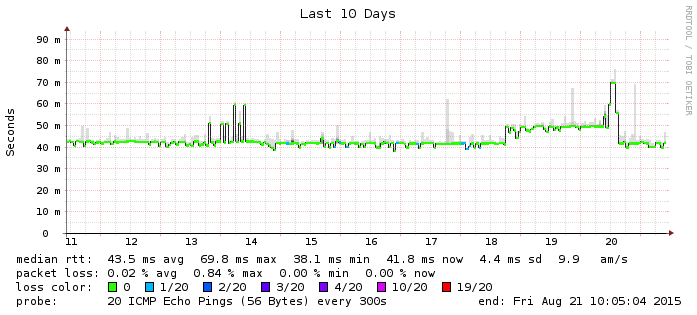 Last 10 Days
RRDTOOL / TOBI OETIKER
Seconds
90 m
80 m
70 m
60 m
50 m
40 m
30 m
20 m
10 m
0
11 12 13 14 15 16 17 18 19 20
median rtt: 43.5 ms avg 69.8 ms max 38.1 ms min 41.8 ms now 4.4 ms sd 9.9 am/s
packet loss: 0.02 % avg 0.84 % max 0.00 % min 0.00 % now
loss color: 0 1/20 2/20 3/20 4/20 10/20 19/20
probe: 20 ICMP Echo Pings (56 Bytes) every 300s end: Fri Aug 21 10:05:04 2015